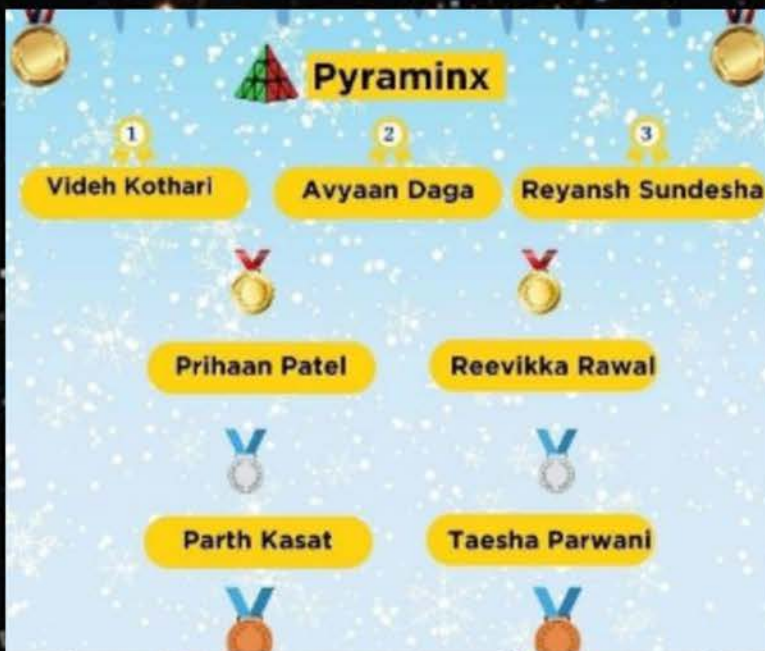 Pyraminx
1 2 3
Videh Kothari Avyaan Daga Reyansh Sundesha
Prihaan Patel Reevikka Rawal
Parth Kasat Taesha Parwani